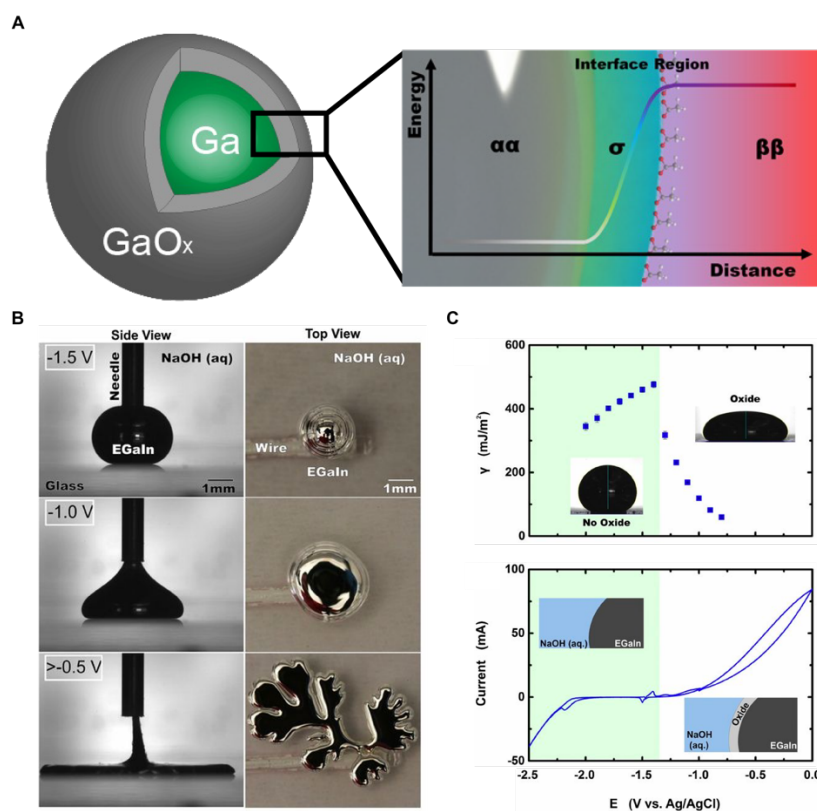 A
Ga
GaOx
Energy
Interface Region
αα
σ
ββ
Distance
B
Side View
Top View
-1.5 V
Needle
NaOH (aq)
EGaIn
Glass
1mm
NaOH (aq)
Wire
EGaIn
1mm
-1.0 V
>-0.5 V
C
γ (mJ/m²)
600
400
200
0
Oxide
No Oxide
Current (mA)
100
50
0
-50
NaOH (aq.)
EGaIn
NaOH
(aq.)
Oxide
EGaIn
-2.5
-2.0
-1.5
-1.0
-0.5
0.0
E (V vs. Ag/AgCl)